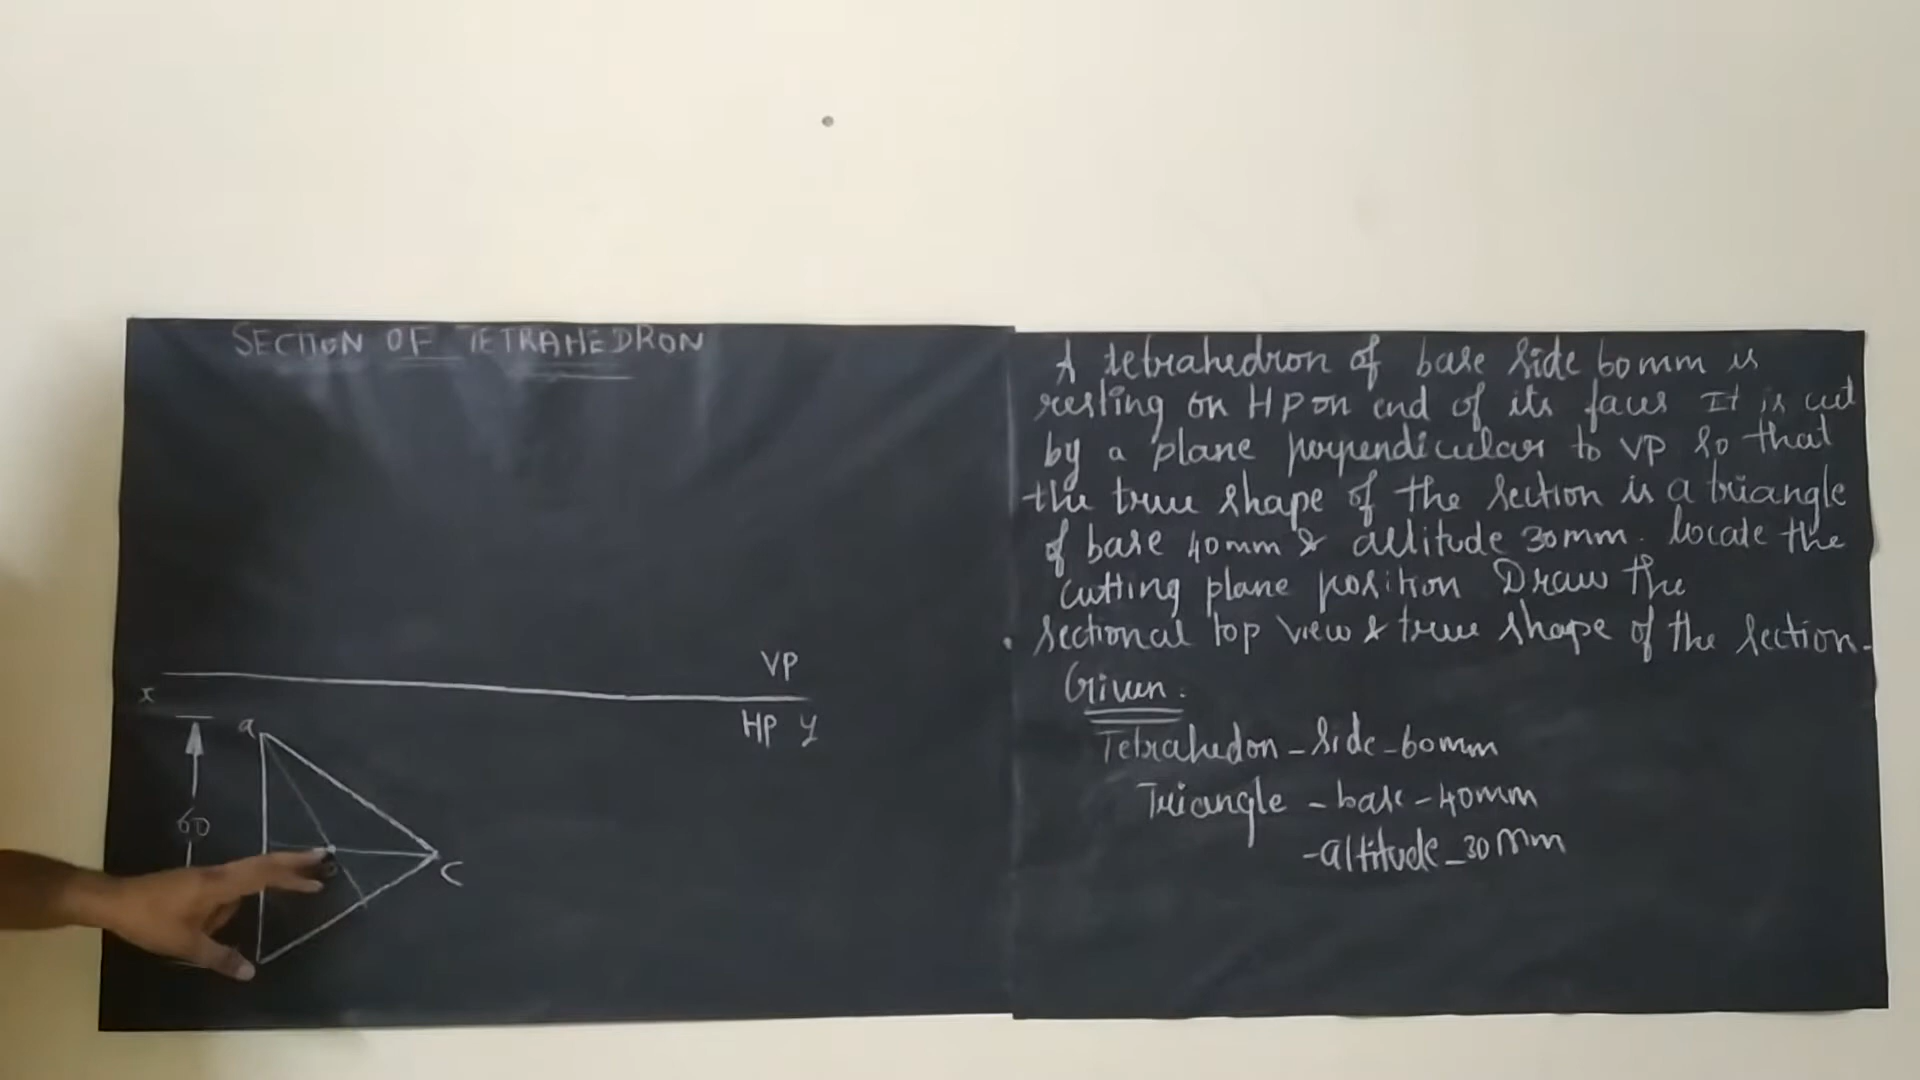 SECTION OF TETRAHEDRON
VP
x
HP y
a
60
C
A tetrahedron of base side 60mm is
resting on HP on end of its faces It is cut
by a plane perpendicular to VP so that
the true shape of the section is a triangle
of base 40mm & altitude 30mm. locate the
cutting plane position Draw the
sectional top view & true shape of the section.
Given:
Tetrahedon - side - 60mm
Triangle - base - 40mm
- altitude - 30mm